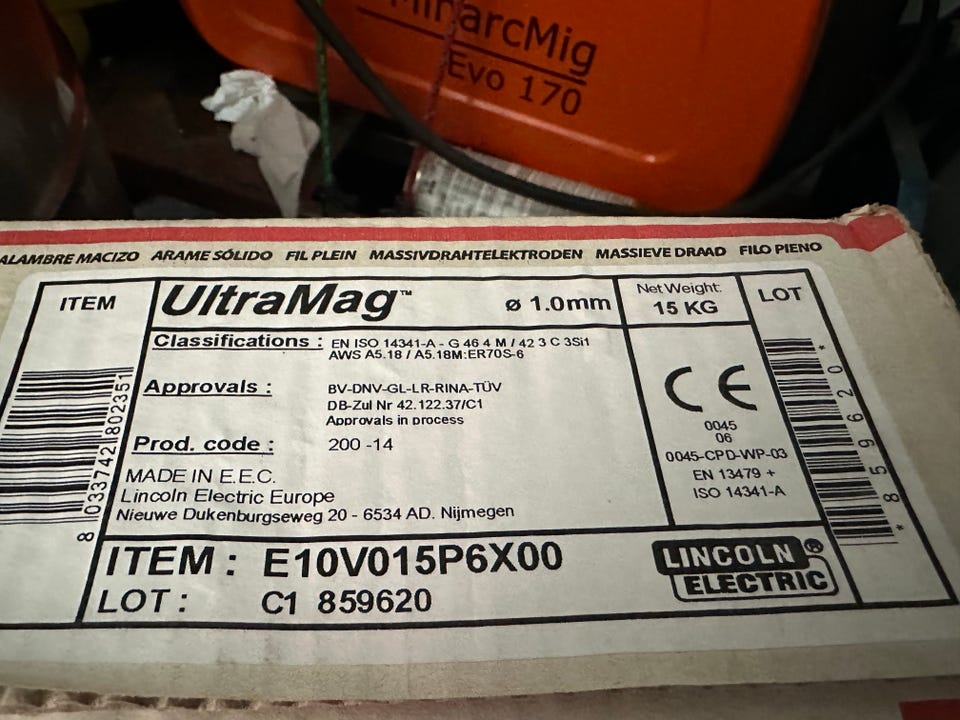 MinarcMig
Evo 170
ALAMBRE MACIZO ARAME SÓLIDO FIL PLEIN MASSIVDRAHTELEKTRODEN MASSIEVE DRAAD FILO PIENO
ITEM
UltraMag™ ø 1.0mm
Net Weight:
15 KG
LOT
Classifications : EN ISO 14341-A - G 46 4 M / 42 3 C 3Si1
AWS A5.18 / A5.18M:ER70S-6
Approvals : BV-DNV-GL-LR-RINA-TÜV
DB-Zul Nr 42.122.37/C1
Approvals in process
Prod. code : 200 -14
MADE IN E.E.C.
Lincoln Electric Europe
Nieuwe Dukenburgseweg 20 - 6534 AD. Nijmegen
CE
0045
06
0045-CPD-WP-03
EN 13479 +
ISO 14341-A
8 033742 802351
* 859620 *
ITEM : E10V015P6X00
LOT : C1 859620
LINCOLN ®
ELECTRIC